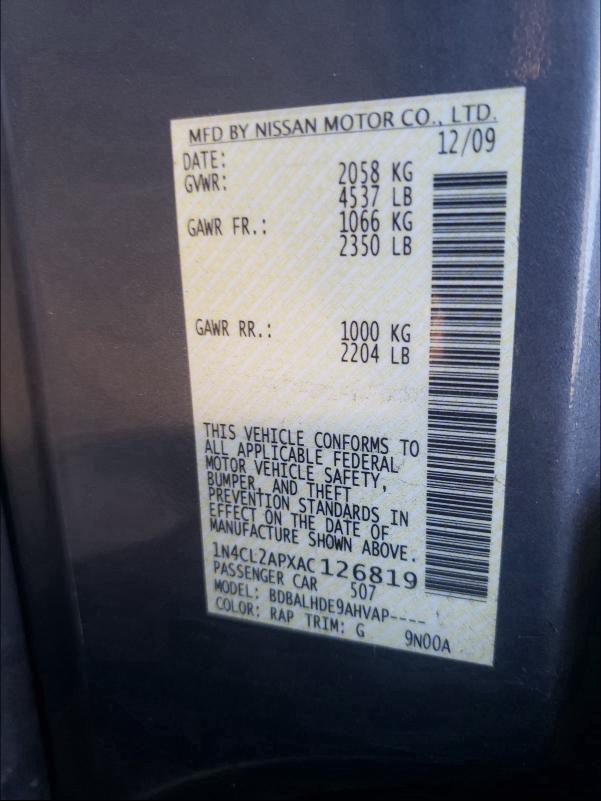 MFD BY NISSAN MOTOR CO., LTD.
DATE: 12/09
GVWR: 2058 KG
4537 LB
GAWR FR.: 1066 KG
2350 LB
GAWR RR.: 1000 KG
2204 LB
THIS VEHICLE CONFORMS TO
ALL APPLICABLE FEDERAL
MOTOR VEHICLE SAFETY,
BUMPER, AND THEFT
PREVENTION STANDARDS IN
EFFECT ON THE DATE OF
MANUFACTURE SHOWN ABOVE.
1N4CL2APXAC126819
PASSENGER CAR 507
MODEL: BDBALHDE9AHVAP----
COLOR: RAP TRIM: G 9N00A